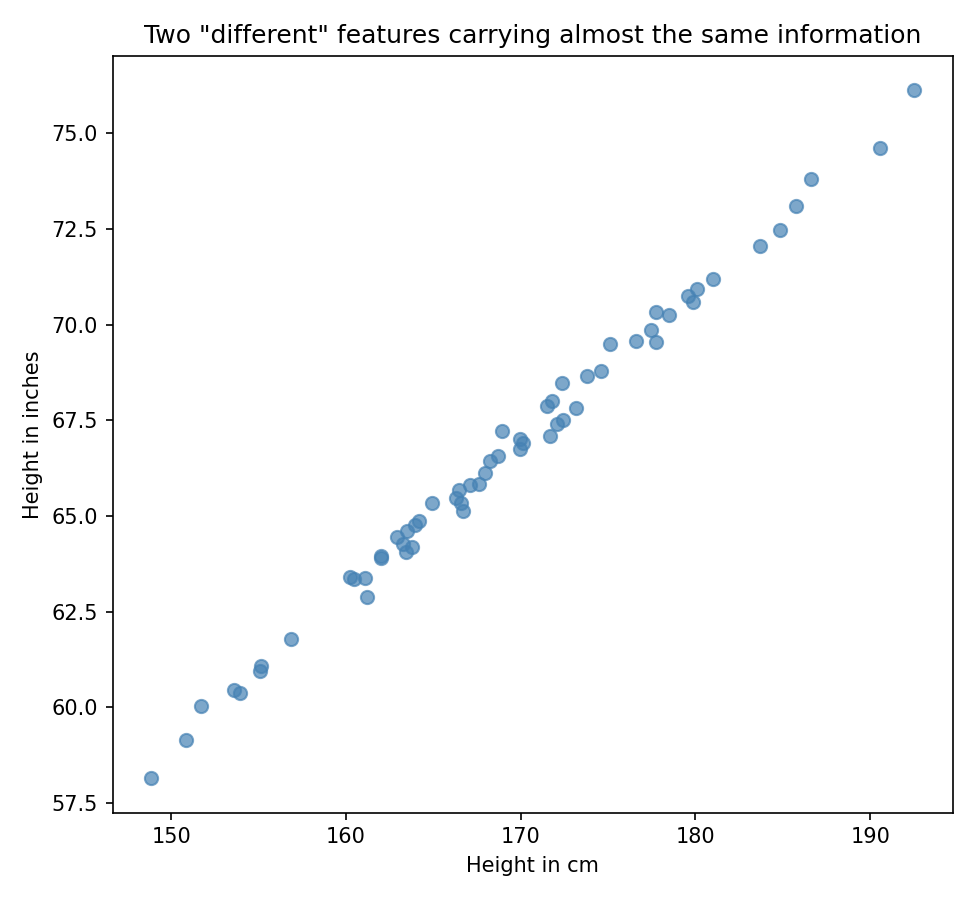 Two "different" features carrying almost the same information
75.0
72.5
70.0
67.5
65.0
62.5
60.0
57.5
Height in inches
150 160 170 180 190
Height in cm